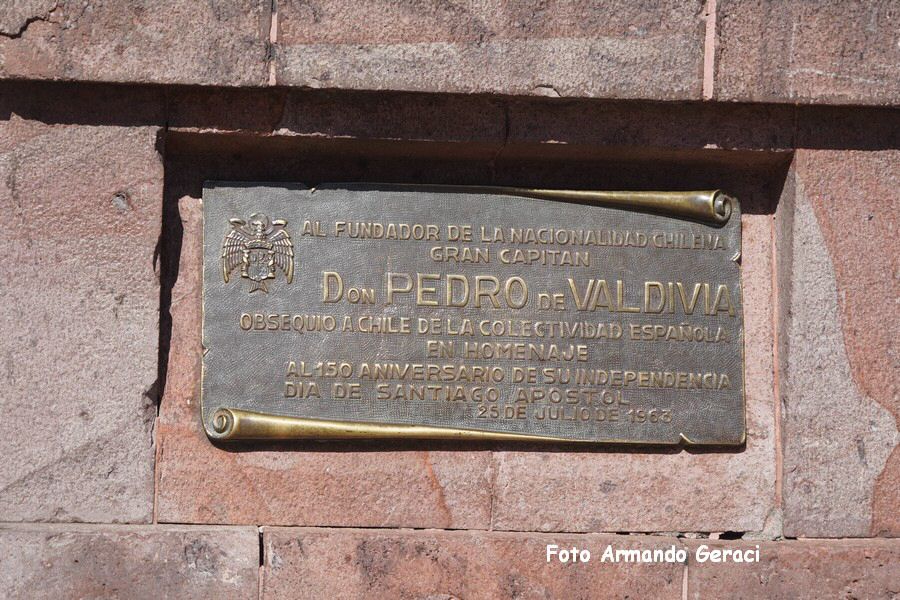 AL FUNDADOR DE LA NACIONALIDAD CHILENA
GRAN CAPITAN
DON PEDRO DE VALDIVIA
OBSEQUIO A CHILE DE LA COLECTIVIDAD ESPAÑOLA
EN HOMENAJE
AL 150 ANIVERSARIO DE SU INDEPENDENCIA
DIA DE SANTIAGO APOSTOL
25 DE JULIO DE 1963
Foto Armando Geraci